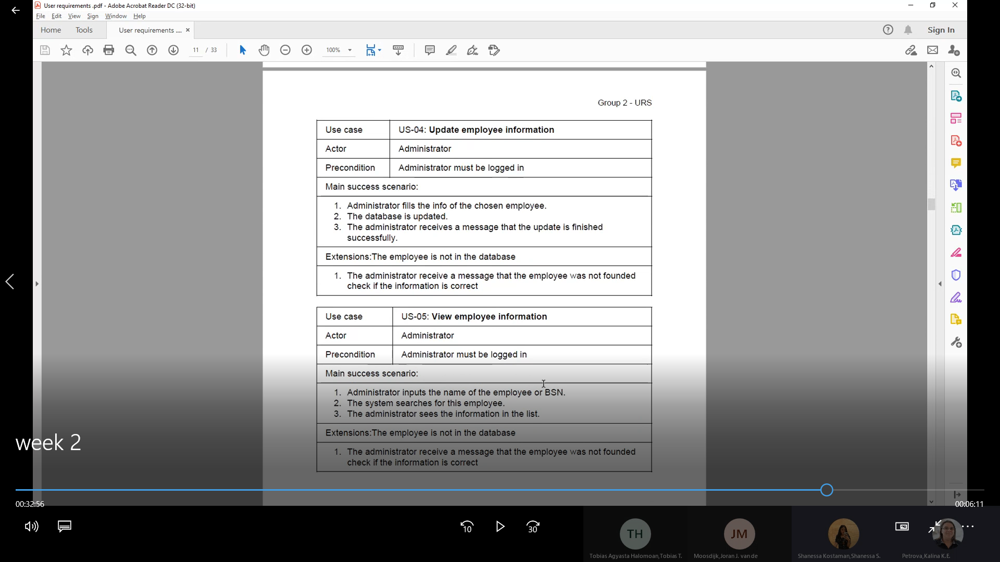 User requirements .pdf - Adobe Acrobat Reader DC (32-bit)
File Edit View Sign Window Help
Home Tools User requirements .... ×
Sign In
11 / 33
100%
Group 2 - URS
Use case US-04: Update employee information
Actor Administrator
Precondition Administrator must be logged in
Main success scenario:
1. Administrator fills the info of the chosen employee.
2. The database is updated.
3. The administrator receives a message that the update is finished
successfully.
Extensions:The employee is not in the database
1. The administrator receive a message that the employee was not founded
check if the information is correct
Use case US-05: View employee information
Actor Administrator
Precondition Administrator must be logged in
Main success scenario:
1. Administrator inputs the name of the employee or BSN.
2. The system searches for this employee.
3. The administrator sees the information in the list.
Extensions:The employee is not in the database
1. The administrator receive a message that the employee was not founded
check if the information is correct
week 2
00:32:56
00:06:11
10
30
TH
JM
Tobias Agyasta Halomoan,Tobias T.
Moosdijk,Joran J. van de
Shanessa Kostaman,Shanessa S.
Petrova,Kalina K.E.